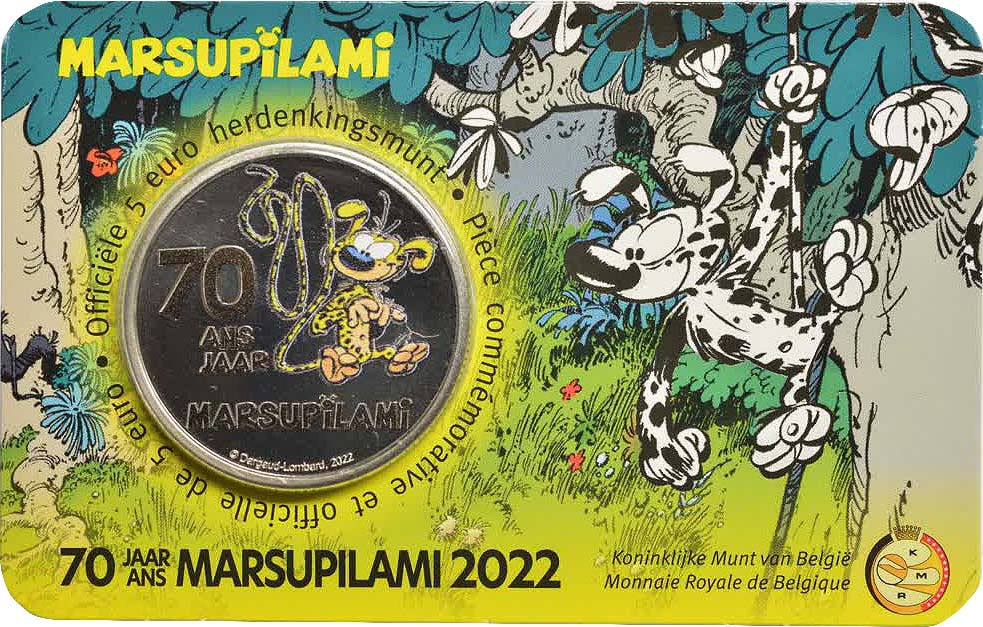 MARSUPILAMI
Officiële 5 euro herdenkingsmunt • pièce commémorative et officielle de 5 euro •
70
ANS
JAAR
MARSUPILAMI
© Dargaud-Lombard, 2022
70 JAAR ANS MARSUPILAMI 2022
Koninklijke Munt van België
Monnaie Royale de Belgique
K
M
R